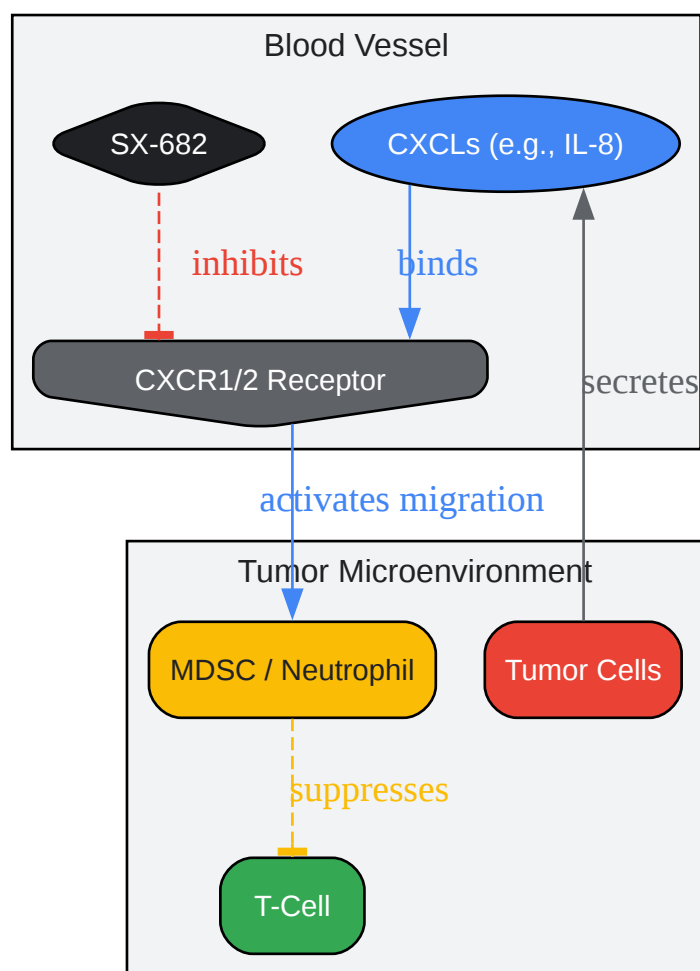 Blood Vessel
SX-682
CXCLs (e.g., IL-8)
inhibits
binds
CXCR1/2 Receptor
secretes
activates migration
Tumor Microenvironment
MDSC / Neutrophil
Tumor Cells
suppresses
T-Cell